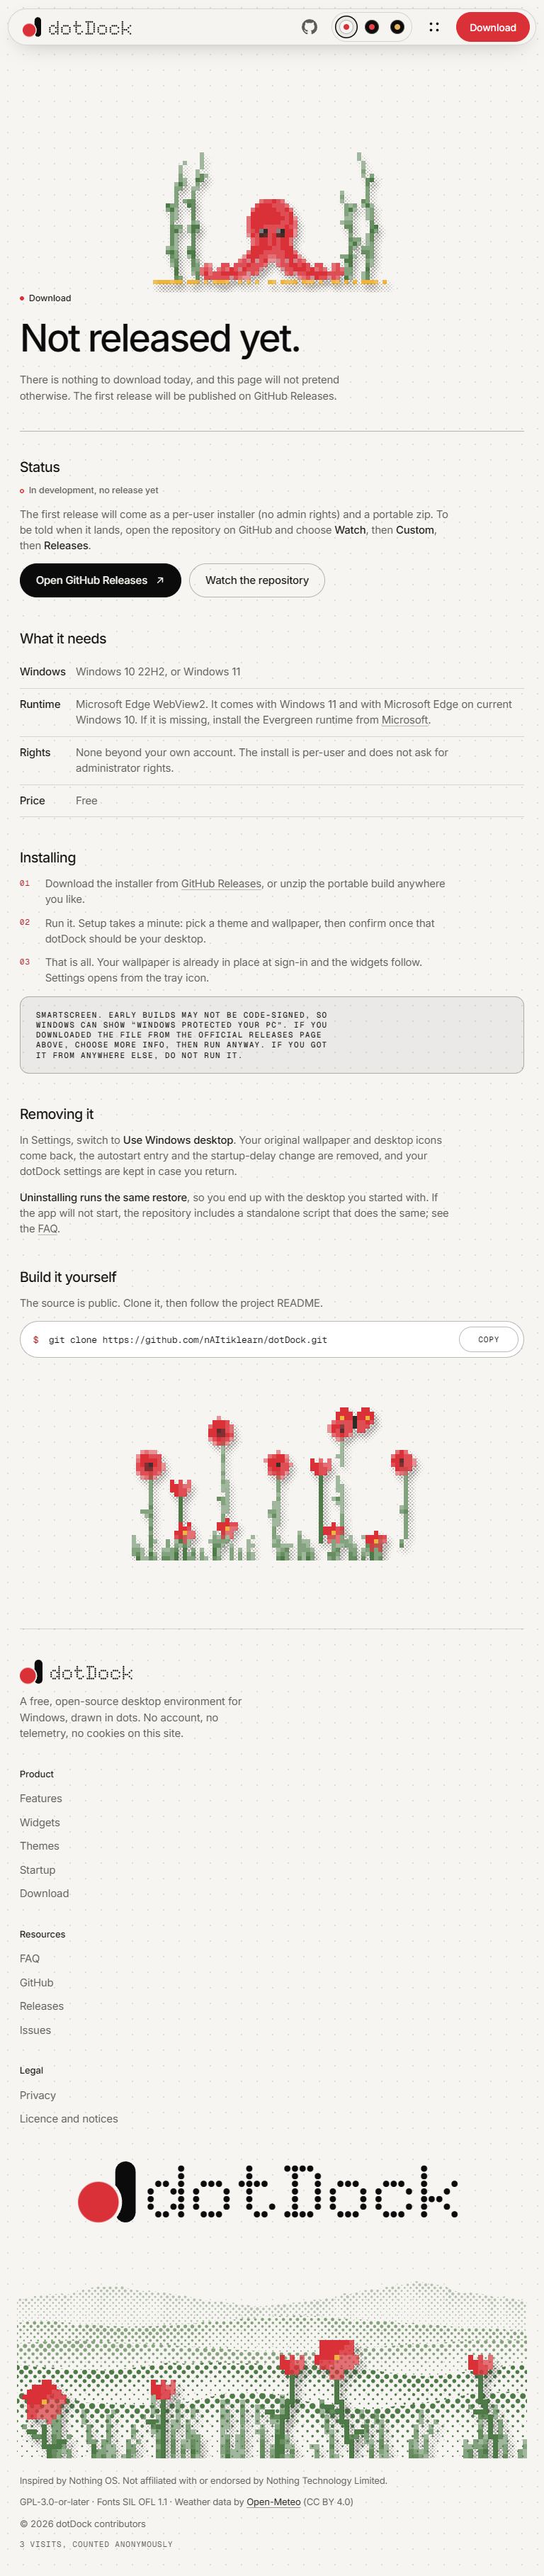 dotDock
Download
Download
Not released yet.
There is nothing to download today, and this page will not pretend
otherwise. The first release will be published on GitHub Releases.
Status
In development, no release yet
The first release will come as a per-user installer (no admin rights) and a portable zip. To
be told when it lands, open the repository on GitHub and choose Watch, then Custom,
then Releases.
Open GitHub Releases
Watch the repository
What it needs
Windows Windows 10 22H2, or Windows 11
Runtime Microsoft Edge WebView2. It comes with Windows 11 and with Microsoft Edge on current
Windows 10. If it is missing, install the Evergreen runtime from Microsoft.
Rights None beyond your own account. The install is per-user and does not ask for
administrator rights.
Price Free
Installing
01 Download the installer from GitHub Releases, or unzip the portable build anywhere
you like.
02 Run it. Setup takes a minute: pick a theme and wallpaper, then confirm once that
dotDock should be your desktop.
03 That is all. Your wallpaper is already in place at sign-in and the widgets follow.
Settings opens from the tray icon.
SMARTSCREEN. EARLY BUILDS MAY NOT BE CODE-SIGNED, SO
WINDOWS CAN SHOW "WINDOWS PROTECTED YOUR PC". IF YOU
DOWNLOADED THE FILE FROM THE OFFICIAL RELEASES PAGE
ABOVE, CHOOSE MORE INFO, THEN RUN ANYWAY. IF YOU GOT
IT FROM ANYWHERE ELSE, DO NOT RUN IT.
Removing it
In Settings, switch to Use Windows desktop. Your original wallpaper and desktop icons
come back, the autostart entry and the startup-delay change are removed, and your
dotDock settings are kept in case you return.
Uninstalling runs the same restore, so you end up with the desktop you started with. If
the app will not start, the repository includes a standalone script that does the same; see
the FAQ.
Build it yourself
The source is public. Clone it, then follow the project README.
$ git clone https://github.com/nAItiklearn/dotDock.git
COPY
dotDock
A free, open-source desktop environment for
Windows, drawn in dots. No account, no
telemetry, no cookies on this site.
Product
Features
Widgets
Themes
Startup
Download
Resources
FAQ
GitHub
Releases
Issues
Legal
Privacy
Licence and notices
dotDock
Inspired by Nothing OS. Not affiliated with or endorsed by Nothing Technology Limited.
GPL-3.0-or-later · Fonts SIL OFL 1.1 · Weather data by Open-Meteo (CC BY 4.0)
© 2026 dotDock contributors
3 VISITS, COUNTED ANONYMOUSLY